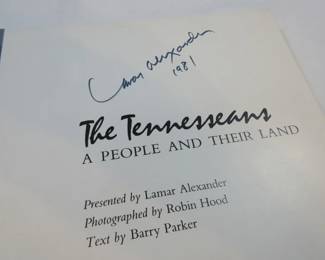 Lamar Alexander
1981
The Tennesseans
A PEOPLE AND THEIR LAND
Presented by Lamar Alexander
Photographed by Robin Hood
Text by Barry Parker